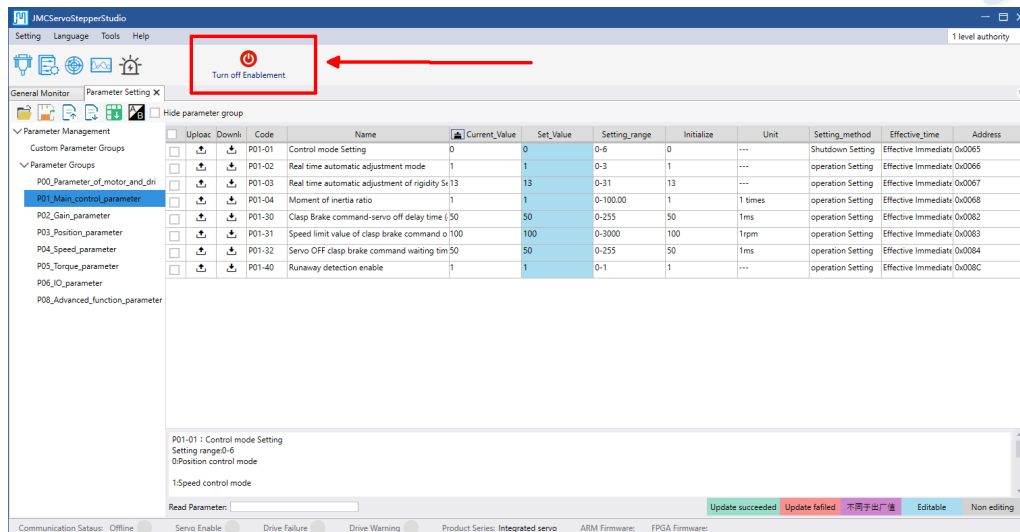 JMCServoStepperStudio
Setting Language Tools Help
1 level authority
Turn off Enablement
General Monitor Parameter Setting
Hide parameter group
Parameter Management
Custom Parameter Groups
Parameter Groups
P00_Parameter_of_motor_and_dri
P01_Main_control_parameter
P02_Gain_parameter
P03_Position_parameter
P04_Speed_parameter
P05_Torque_parameter
P06_IO_parameter
P08_Advanced_function_parameter
Uploac Downl Code Name Current_Value Set_Value Setting_range Initialize Unit Setting_method Effective_time Address
P01-01 Control mode Setting 0 0 0-6 0 --- Shutdown Setting Effective Immediate 0x0065
P01-02 Real time automatic adjustment mode 1 1 0-3 1 --- operation Setting Effective Immediate 0x0066
P01-03 Real time automatic adjustment of rigidity Se 13 13 0-31 13 --- operation Setting Effective Immediate 0x0067
P01-04 Moment of inertia ratio 1 1 0-100.00 1 1 times operation Setting Effective Immediate 0x0068
P01-30 Clasp Brake command-servo off delay time ( 50 50 0-255 50 1ms operation Setting Effective Immediate 0x0082
P01-31 Speed limit value of clasp brake command o 100 100 0-3000 100 1rpm operation Setting Effective Immediate 0x0083
P01-32 Servo OFF clasp brake command waiting tim 50 50 0-255 50 1ms operation Setting Effective Immediate 0x0084
P01-40 Runaway detection enable 1 1 0-1 1 --- operation Setting Effective Immediate 0x008C
P01-01：Control mode Setting
Setting range:0-6
0:Position control mode
1:Speed control mode
Read Parameter:
Update succeeded Update fafiled 不同于出厂值 Editable Non editing
Communication Sataus: Offline Servo Enable Drive Failure Drive Warning Product Series: Integrated servo ARM Firmware: FPGA Firmware: